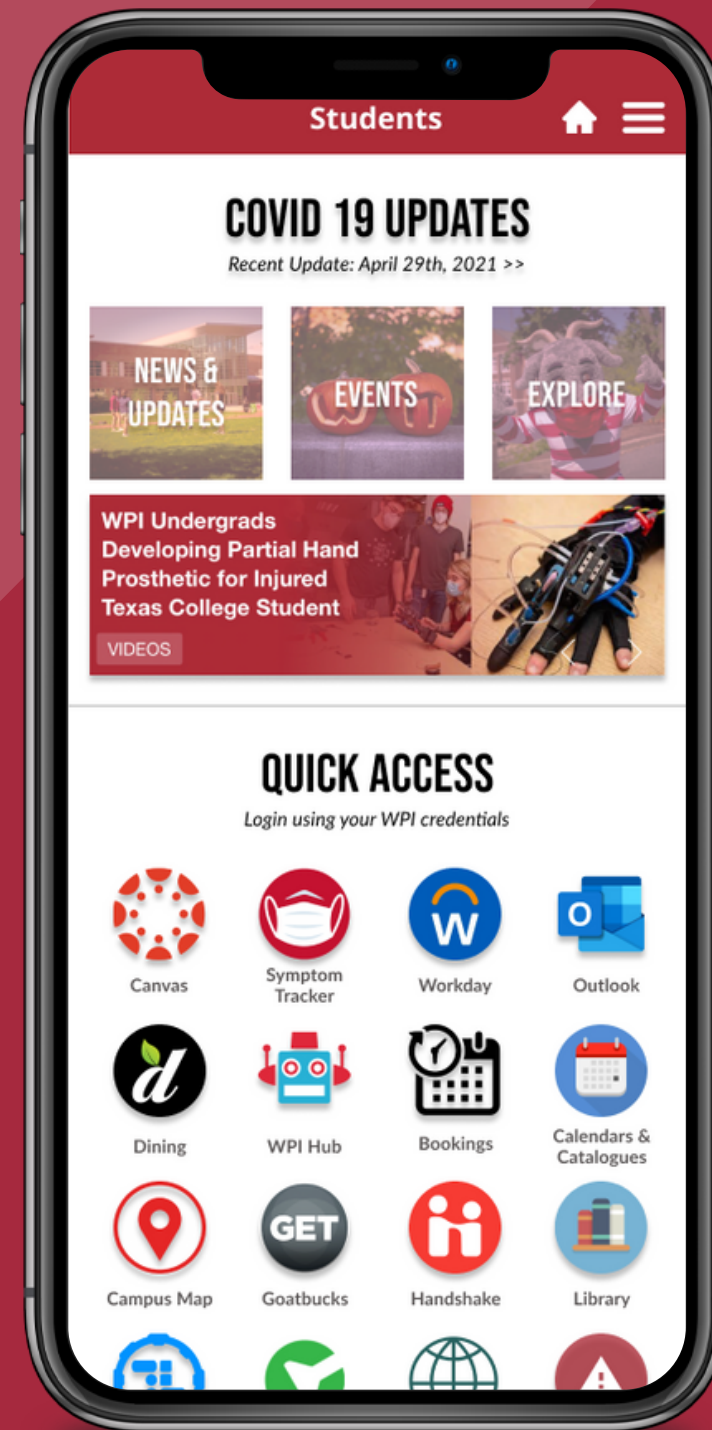 Students
COVID 19 UPDATES
Recent Update: April 29th, 2021 >>
NEWS &
UPDATES
EVENTS
EXPLORE
WPI Undergrads
Developing Partial Hand
Prosthetic for Injured
Texas College Student
VIDEOS
QUICK ACCESS
Login using your WPI credentials
W
O
Canvas
Symptom
Tracker
Workday
Outlook
d
Dining
WPI Hub
Bookings
Calendars &
Catalogues
GET
Campus Map
Goatbucks
Handshake
Library